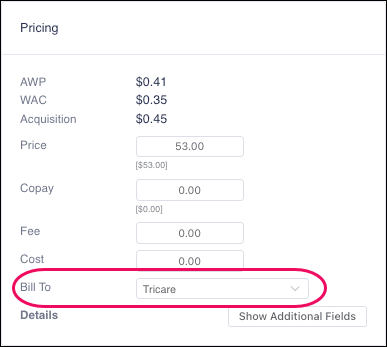 Pricing
AWP $0.41
WAC $0.35
Acquisition $0.45
Price 53.00
[$53.00]
Copay 0.00
[$0.00]
Fee 0.00
Cost 0.00
Bill To Tricare
Details Show Additional Fields